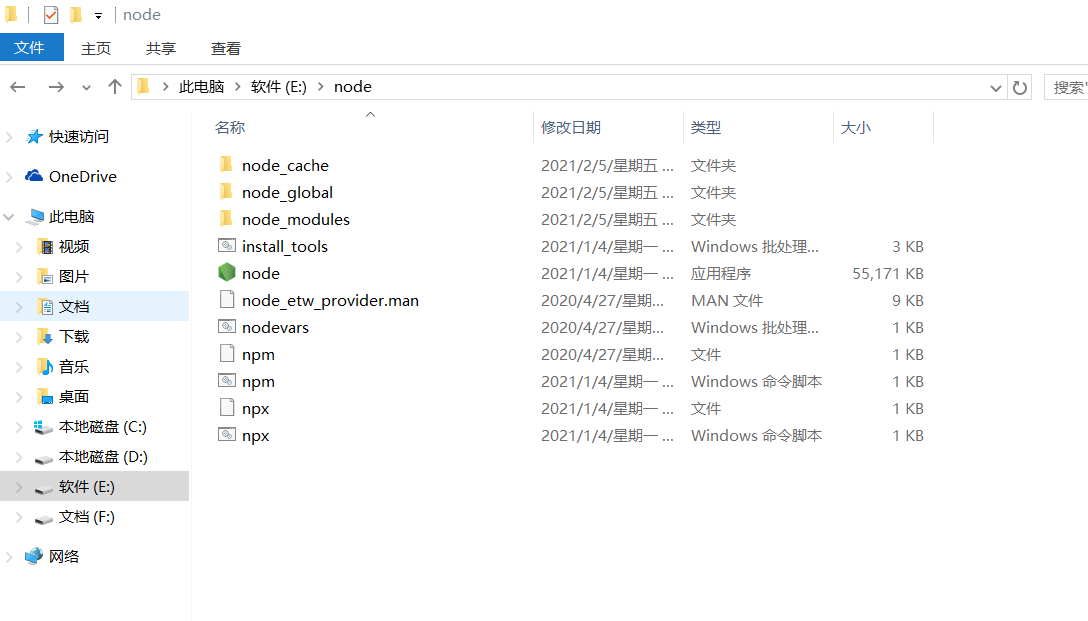 node
文件 主页 共享 查看
此电脑 软件 (E:) node
搜索"
名称 修改日期 类型 大小
快速访问
OneDrive
此电脑
视频
图片
文档
下载
音乐
桌面
本地磁盘 (C:)
本地磁盘 (D:)
软件 (E:)
文档 (F:)
网络
node_cache 2021/2/5/星期五 ... 文件夹
node_global 2021/2/5/星期五 ... 文件夹
node_modules 2021/2/5/星期五 ... 文件夹
install_tools 2021/1/4/星期一 ... Windows 批处理... 3 KB
node 2021/1/4/星期一 ... 应用程序 55,171 KB
node_etw_provider.man 2020/4/27/星期... MAN 文件 9 KB
nodevars 2020/4/27/星期... Windows 批处理... 1 KB
npm 2020/4/27/星期... 文件 1 KB
npm 2021/1/4/星期一 ... Windows 命令脚本 1 KB
npx 2021/1/4/星期一 ... 文件 1 KB
npx 2021/1/4/星期一 ... Windows 命令脚本 1 KB